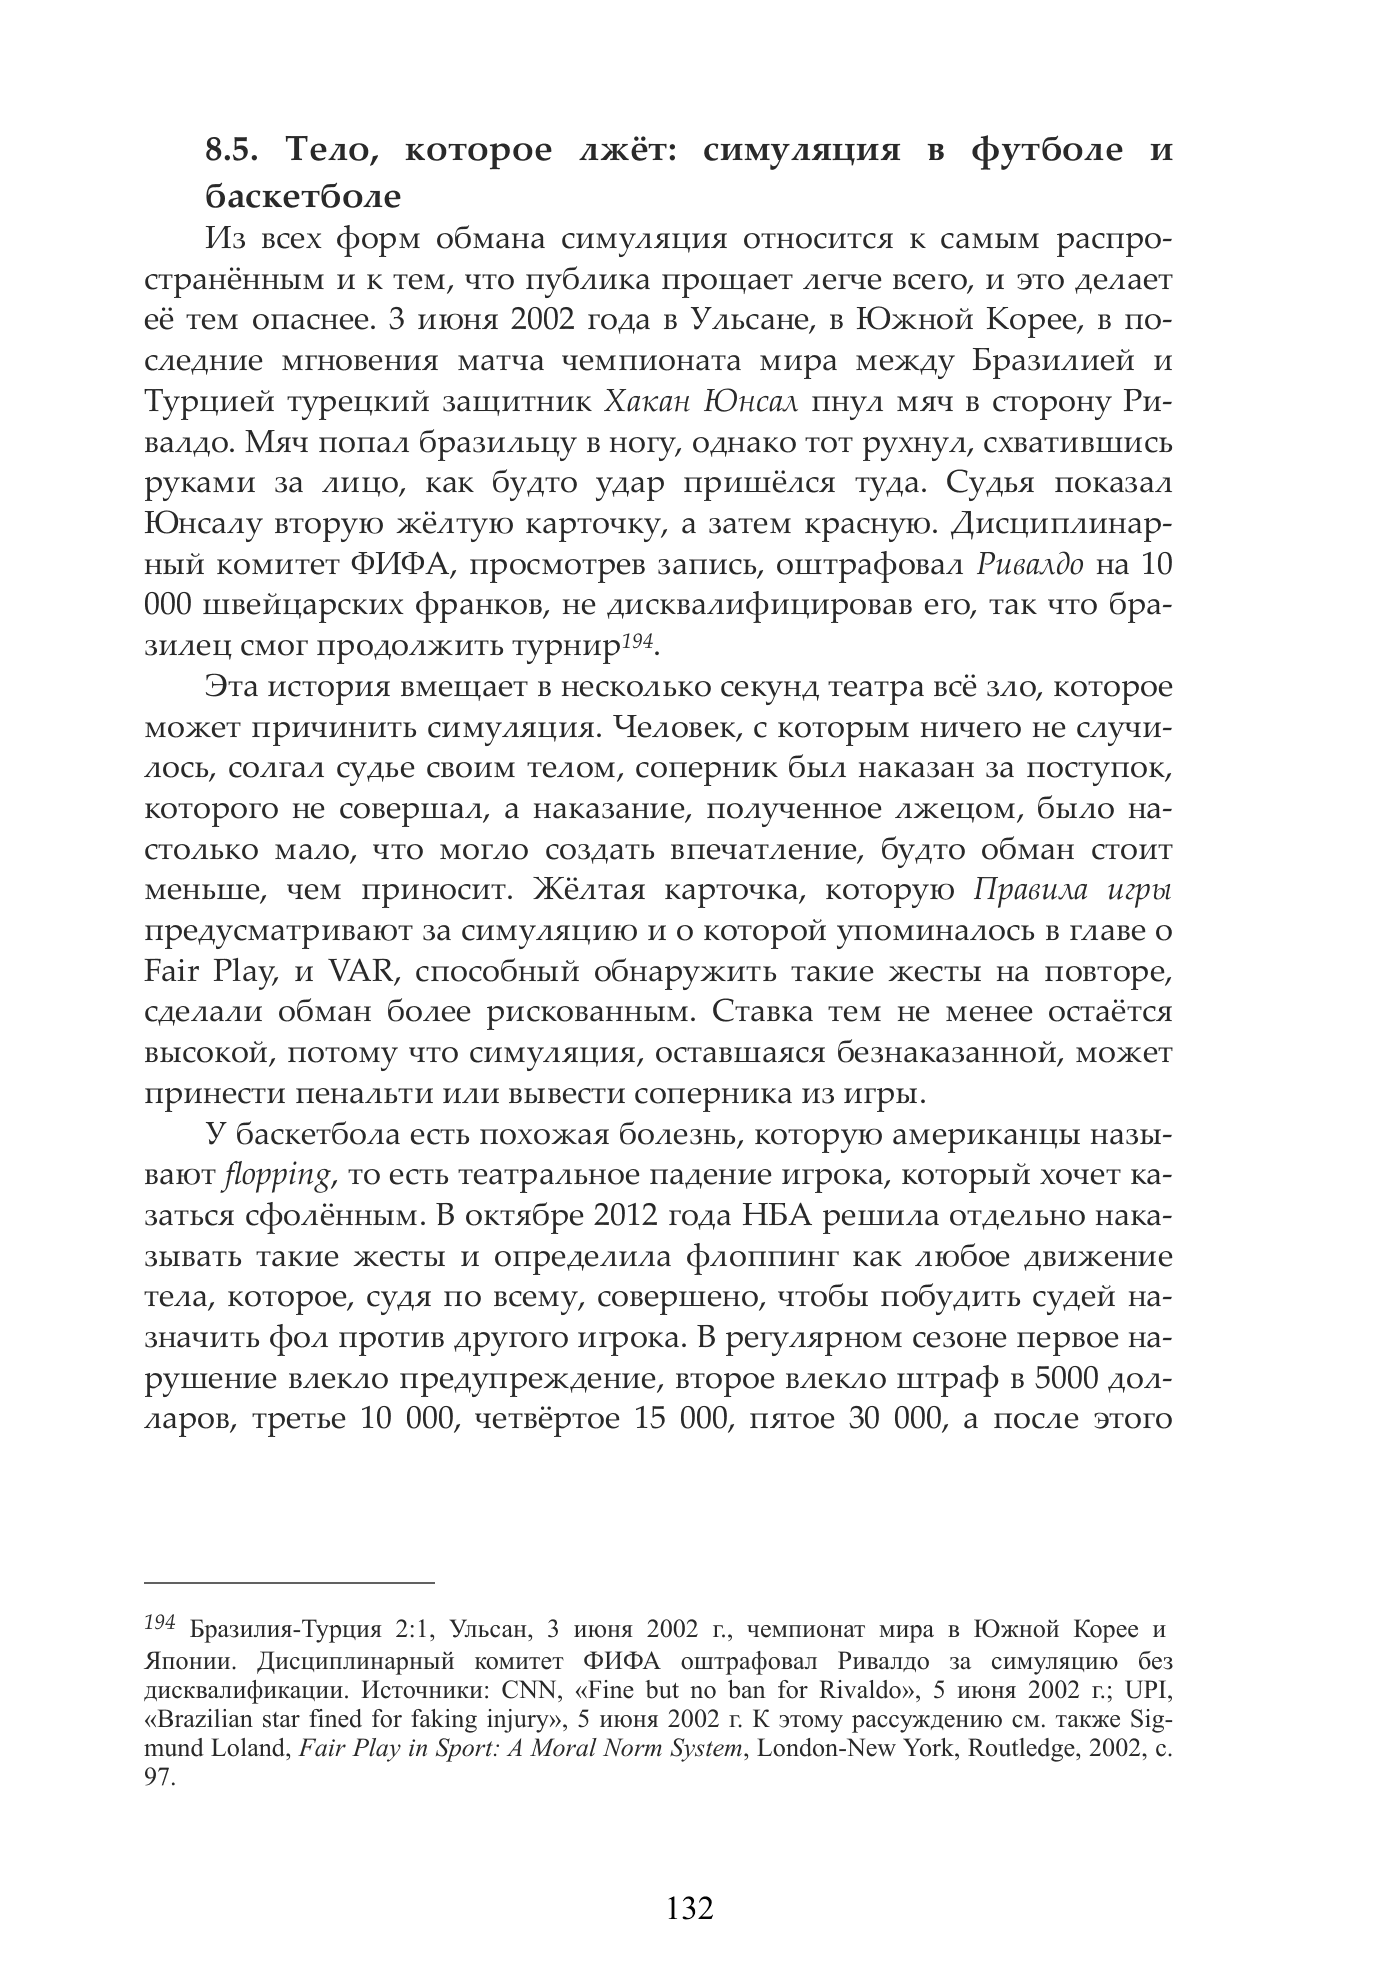 8.5. Тело, которое лжёт: симуляция в футболе и
баскетболе
Из всех форм обмана симуляция относится к самым распро-
странённым и к тем, что публика прощает легче всего, и это делает
её тем опаснее. 3 июня 2002 года в Ульсане, в Южной Корее, в по-
следние мгновения матча чемпионата мира между Бразилией и
Турцией турецкий защитник Хакан Юнсал пнул мяч в сторону Ри-
валдо. Мяч попал бразильцу в ногу, однако тот рухнул, схватившись
руками за лицо, как будто удар пришёлся туда. Судья показал
Юнсалу вторую жёлтую карточку, а затем красную. Дисциплинар-
ный комитет ФИФА, просмотрев запись, оштрафовал Ривалдо на 10
000 швейцарских франков, не дисквалифицировав его, так что бра-
зилец смог продолжить турнир194.
Эта история вмещает в несколько секунд театра всё зло, которое
может причинить симуляция. Человек, с которым ничего не случи-
лось, солгал судье своим телом, соперник был наказан за поступок,
которого не совершал, а наказание, полученное лжецом, было на-
столько мало, что могло создать впечатление, будто обман стоит
меньше, чем приносит. Жёлтая карточка, которую Правила игры
предусматривают за симуляцию и о которой упоминалось в главе о
Fair Play, и VAR, способный обнаружить такие жесты на повторе,
сделали обман более рискованным. Ставка тем не менее остаётся
высокой, потому что симуляция, оставшаяся безнаказанной, может
принести пенальти или вывести соперника из игры.
У баскетбола есть похожая болезнь, которую американцы назы-
вают flopping, то есть театральное падение игрока, который хочет ка-
заться сфолённым. В октябре 2012 года НБА решила отдельно нака-
зывать такие жесты и определила флоппинг как любое движение
тела, которое, судя по всему, совершено, чтобы побудить судей на-
значить фол против другого игрока. В регулярном сезоне первое на-
рушение влекло предупреждение, второе влекло штраф в 5000 дол-
ларов, третье 10 000, четвёртое 15 000, пятое 30 000, а после этого
194 Бразилия-Турция 2:1, Ульсан, 3 июня 2002 г., чемпионат мира в Южной Корее и
Японии. Дисциплинарный комитет ФИФА оштрафовал Ривалдо за симуляцию без
дисквалификации. Источники: CNN, «Fine but no ban for Rivaldo», 5 июня 2002 г.; UPI,
«Brazilian star fined for faking injury», 5 июня 2002 г. К этому рассуждению см. также Sig-
mund Loland, Fair Play in Sport: A Moral Norm System, London-New York, Routledge, 2002, с.
97.
132